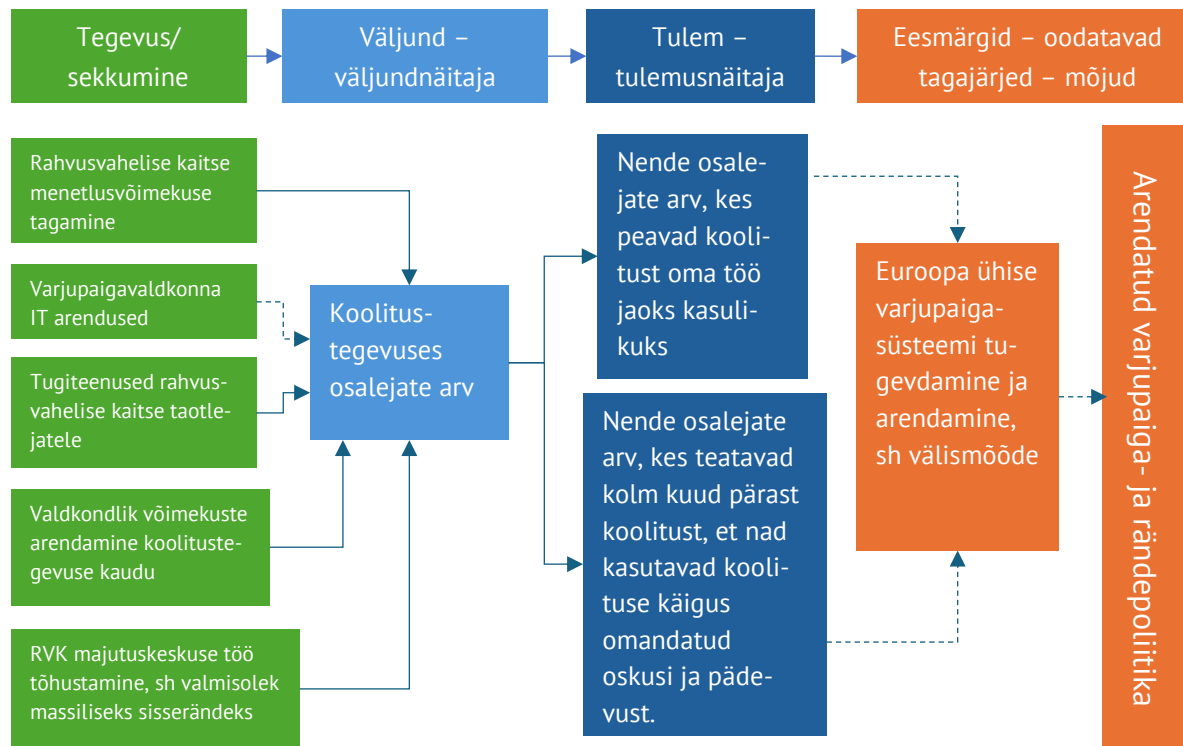 Tegevus/
sekkumine
Väljund –
väljundnäitaja
Tulem –
tulemusnäitaja
Eesmärgid – oodatavad
tagajärjed – mõjud
Rahvusvahelise kaitse
menetlusvõimekuse
tagamine
Varjupaigavaldkonna
IT arendused
Tugiteenused rahvus-
vahelise kaitse taotle-
jatele
Valdkondlik võimekuste
arendamine koolituste-
gevuse kaudu
RVK majutuskeskuse töö
tõhustamine, sh valmisolek
massiliseks sisserändeks
Koolitus-
tegevuses
osalejate arv
Nende osale-
jate arv, kes
peavad kooli-
tust oma töö
jaoks kasuli-
kuks
Nende osalejate
arv, kes teatavad
kolm kuud pärast
koolitust, et nad
kasutavad kooli-
tuse käigus
omandatud
oskusi ja päde-
vust.
Euroopa ühise
varjupaiga-
süsteemi tu-
gevdamine ja
arendamine,
sh välismõõde
Arendatud varjupaiga- ja rändepoliitika